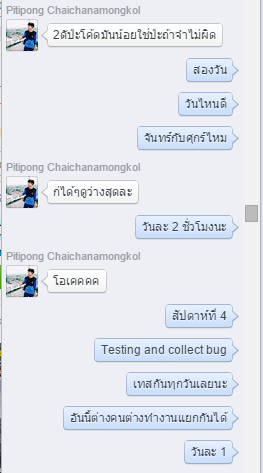 Pitipong Chaichanamongkol
2ดีปะโค้ดมันน้อยใช่ปะถ้าจำไม่ผิด
สองวัน
วันไหนดี
จันทร์กับศุกร์ไหม
Pitipong Chaichanamongkol
ก้ได้ๆดูว่างสุดละ
วันละ 2 ชั่วโมงนะ
Pitipong Chaichanamongkol
โอเคคคค
สัปดาห์ที่ 4
Testing and collect bug
เทสกันทุกวันเลยนะ
อันนี้ต่างคนต่างทำงานแยกกันได้
วันละ 1